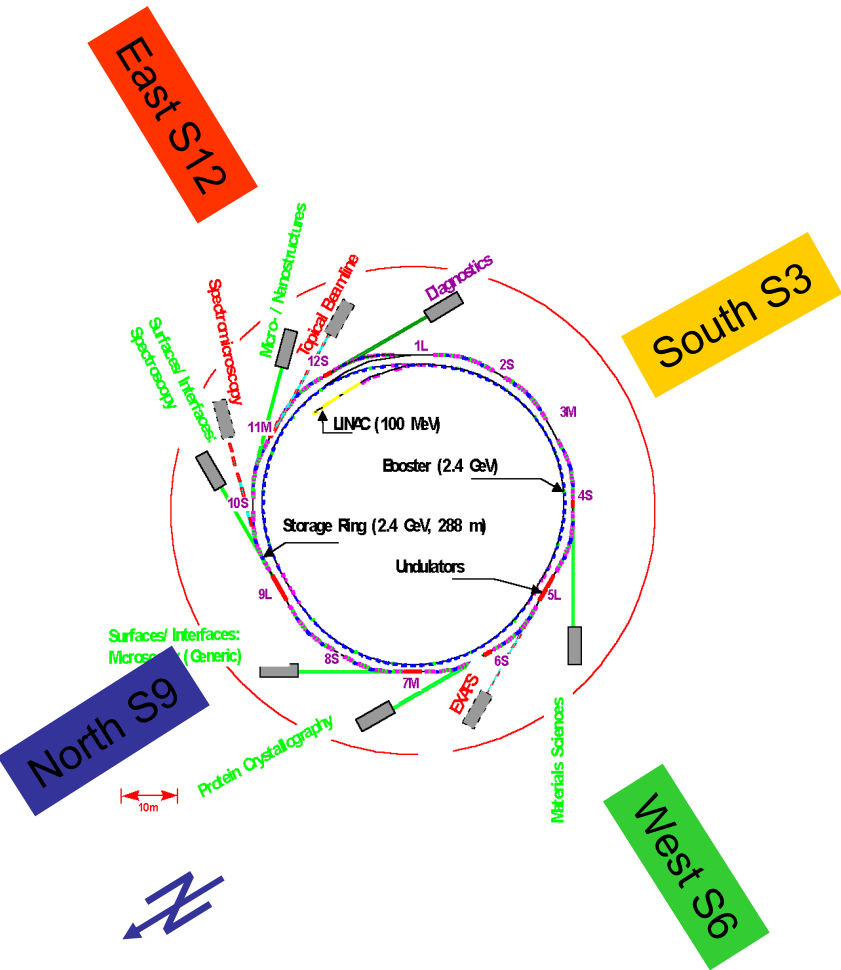 East S12
South S3
Micro- / Nanostructures
Topical Beamline
Diagnostics
Spectromicroscopy
Surfaces/ Interfaces:
Spectroscopy
12S
1L
2S
11M
3M
LINAC (100 MeV)
Booster (2.4 GeV)
10S
4S
Storage Ring (2.4 GeV, 288 m)
Undulators
9L
5L
Surfaces/ Interfaces:
(Generic)
8S
6S
7M
EXAFS
North S9
Protein Crystallography
Materials Sciences
10m
West S6
N